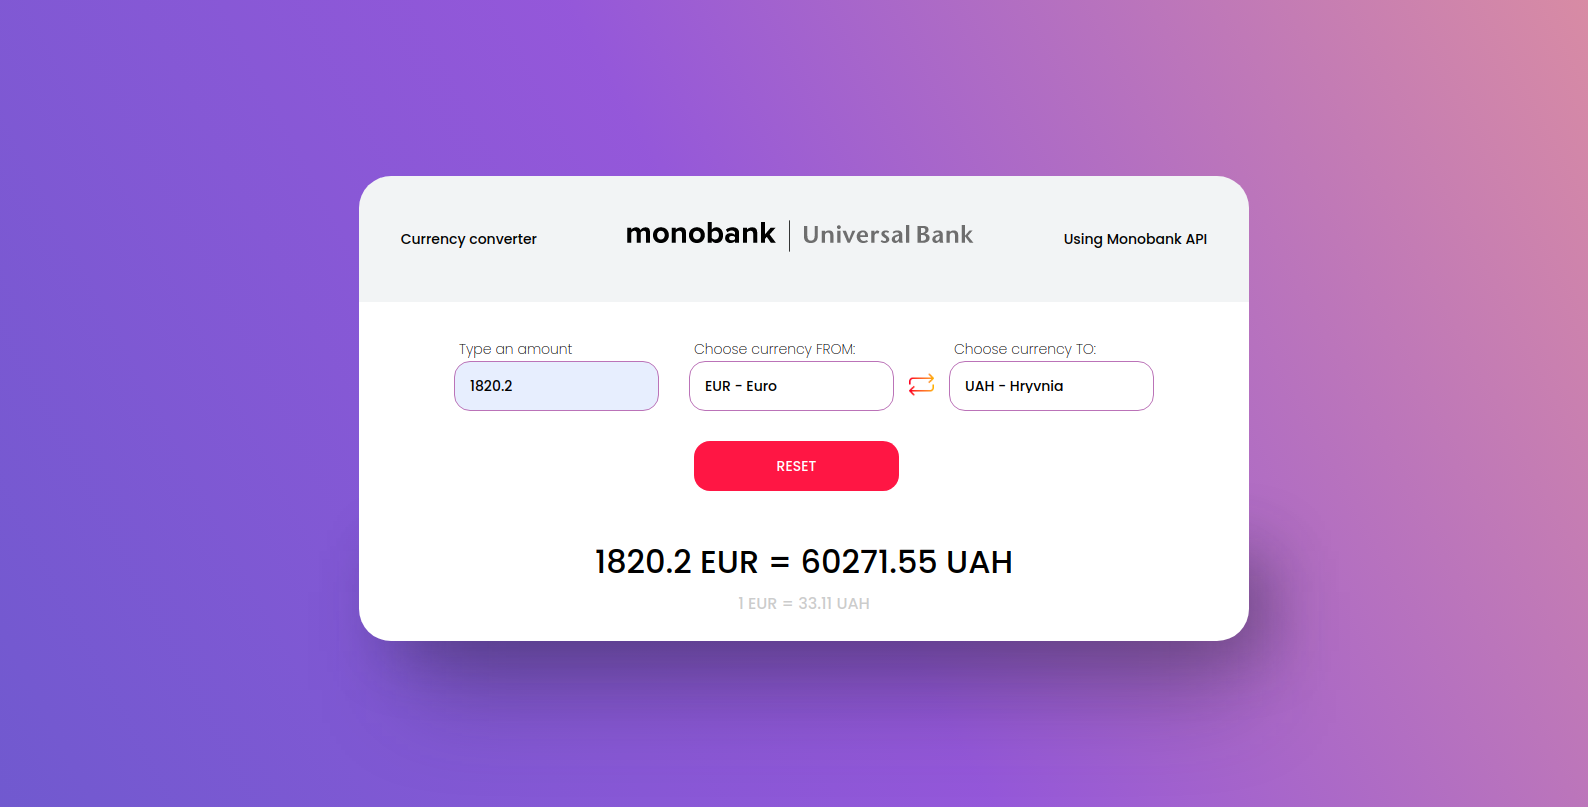 Currency converter
monobank | Universal Bank
Using Monobank API
Type an amount
Choose currency FROM:
Choose currency TO:
1820.2
EUR - Euro
UAH - Hryvnia
RESET
1820.2 EUR = 60271.55 UAH
1 EUR = 33.11 UAH